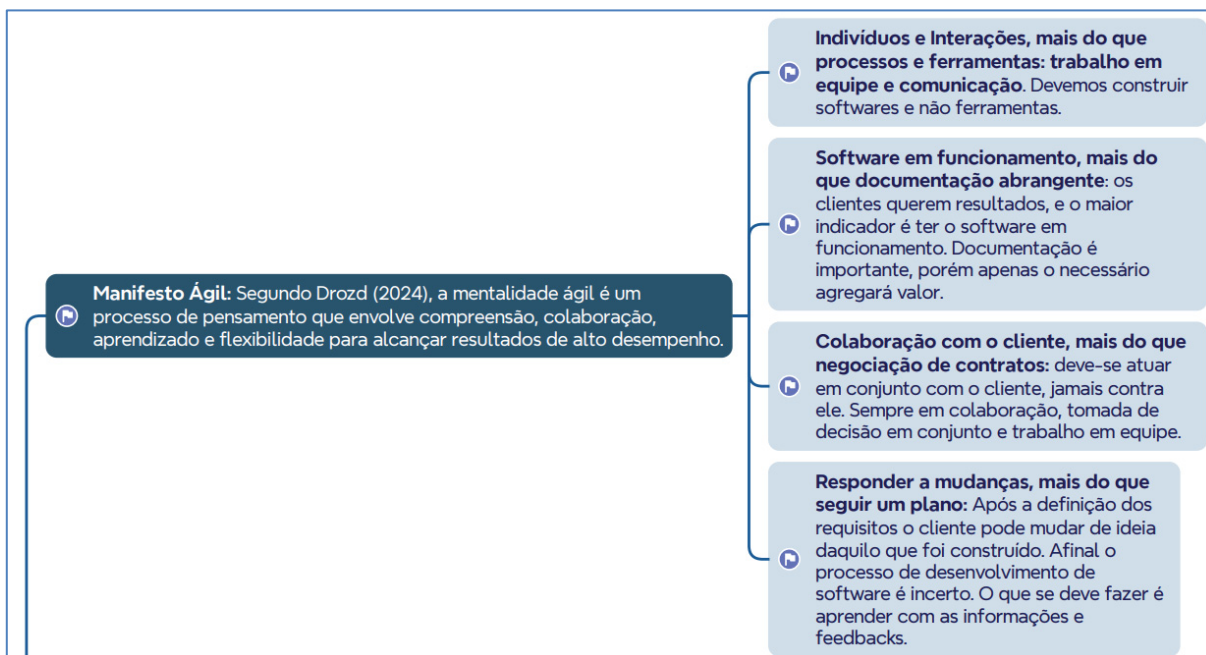 Manifesto Ágil: Segundo Drozd (2024), a mentalidade ágil é um
processo de pensamento que envolve compreensão, colaboração,
aprendizado e flexibilidade para alcançar resultados de alto desempenho.
Indivíduos e Interações, mais do que
processos e ferramentas: trabalho em
equipe e comunicação. Devemos construir
softwares e não ferramentas.
Software em funcionamento, mais do
que documentação abrangente: os
clientes querem resultados, e o maior
indicador é ter o software em
funcionamento. Documentação é
importante, porém apenas o necessário
agregará valor.
Colaboração com o cliente, mais do que
negociação de contratos: deve-se atuar
em conjunto com o cliente, jamais contra
ele. Sempre em colaboração, tomada de
decisão em conjunto e trabalho em equipe.
Responder a mudanças, mais do que
seguir um plano: Após a definição dos
requisitos o cliente pode mudar de ideia
daquilo que foi construído. Afinal o
processo de desenvolvimento de
software é incerto. O que se deve fazer é
aprender com as informações e
feedbacks.